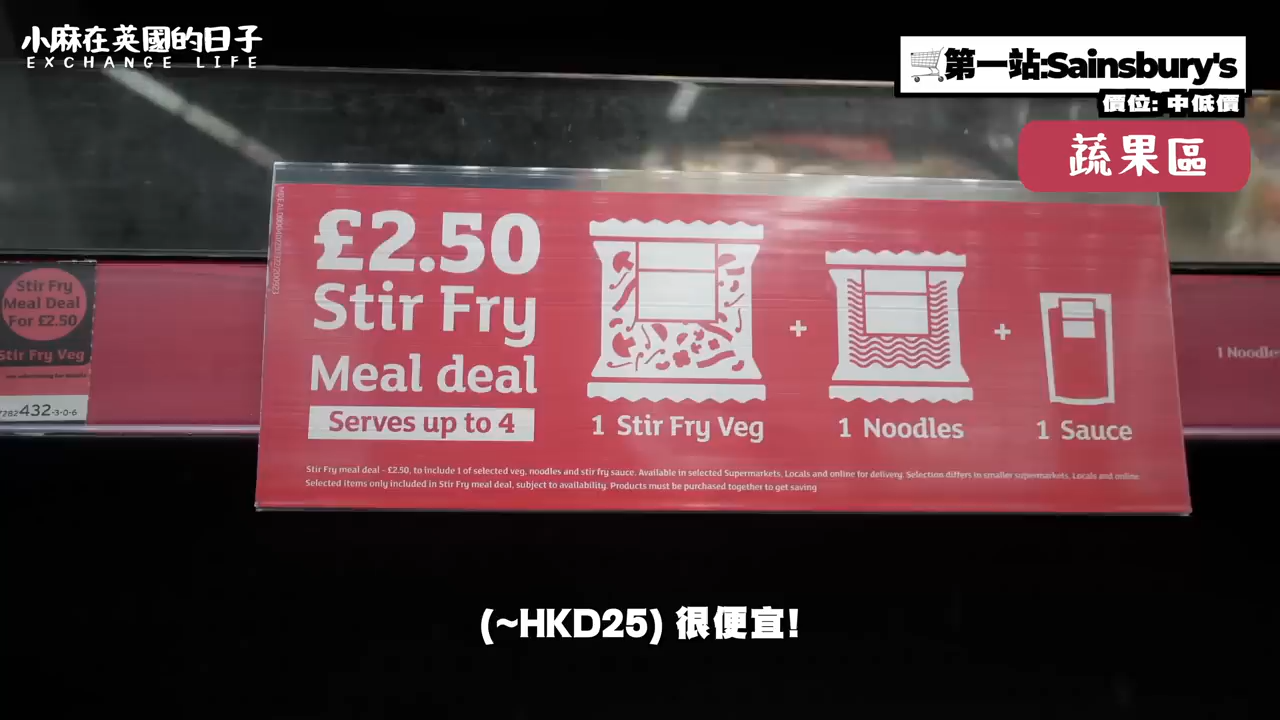 小麻在英國的日子
EXCHANGE LIFE
第一站:Sainsbury's
價位: 中低價
蔬果區
£2.50
Stir Fry
Meal deal
Serves up to 4
+
+
1 Stir Fry Veg
1 Noodles
1 Sauce
Stir Fry meal deal - £2.50, to include 1 of selected veg, noodles and stir fry sauce. Available in selected Supermarkets, Locals and online for delivery. Selection differs in smaller supermarkets, Locals and online.
Selected items only included in Stir Fry meal deal, subject to availability. Products must be purchased together to get saving
Stir Fry
Meal Deal
For £2.50
Stir Fry Veg
7282432-3-0-6
1 Noodle
(~HKD25) 很便宜!